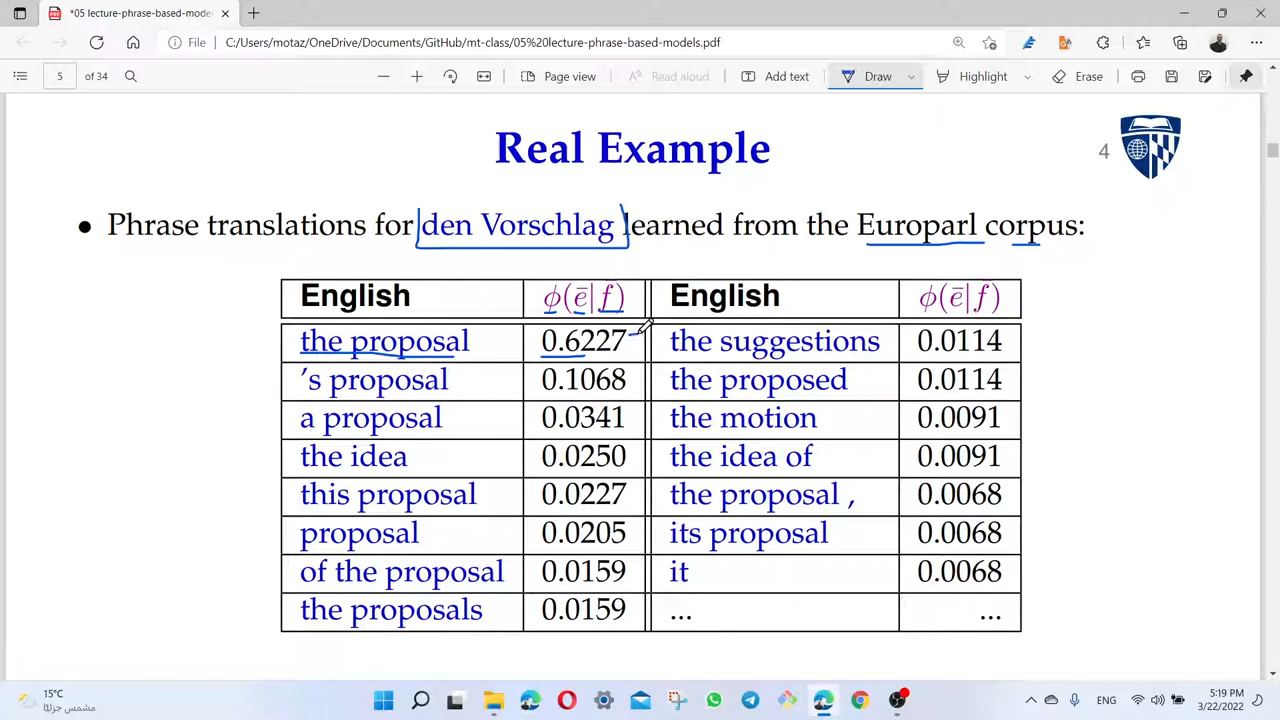 *05 lecture-phrase-based-model
File C:/Users/motaz/OneDrive/Documents/GitHub/mt-class/05%20lecture-phrase-based-models.pdf
5 of 34 Page view Read aloud Add text Draw Highlight Erase
Real Example
4
• Phrase translations for den Vorschlag learned from the Europarl corpus:
English ϕ(ē|f) English ϕ(ē|f)
the proposal 0.6227 the suggestions 0.0114
's proposal 0.1068 the proposed 0.0114
a proposal 0.0341 the motion 0.0091
the idea 0.0250 the idea of 0.0091
this proposal 0.0227 the proposal , 0.0068
proposal 0.0205 its proposal 0.0068
of the proposal 0.0159 it 0.0068
the proposals 0.0159 ... ...
15°C
مشمس جزئيًا
ENG
5:19 PM
3/22/2022